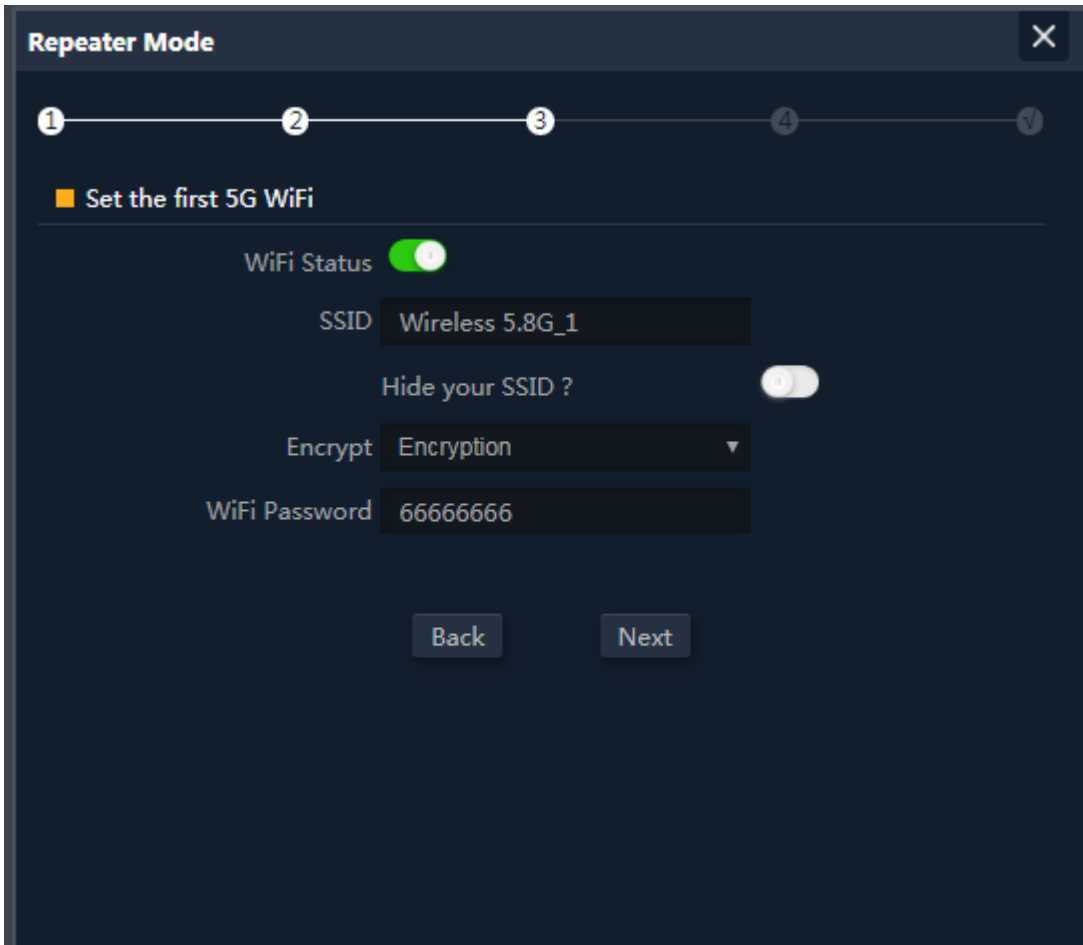 Repeater Mode
1 2 3 4 √
Set the first 5G WiFi
WiFi Status
SSID Wireless 5.8G_1
Hide your SSID ?
Encrypt Encryption
WiFi Password 66666666
Back Next